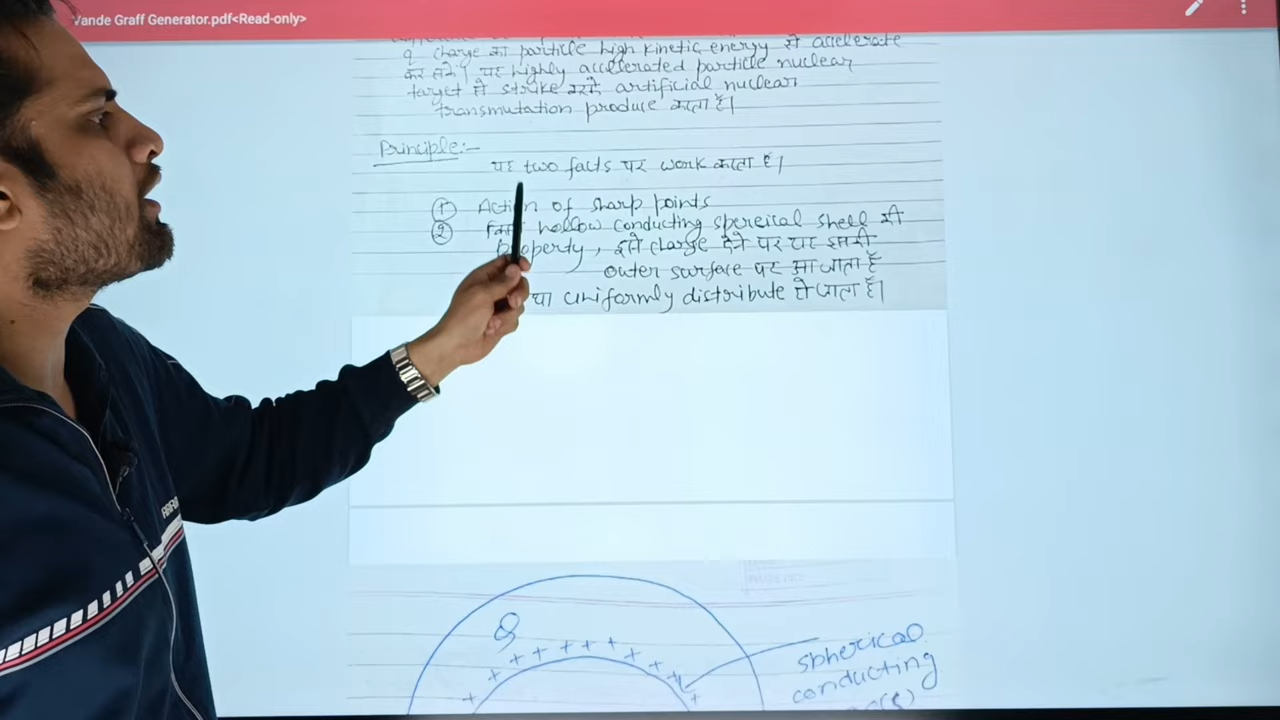 Vande Graff Generator.pdf<Read-only>
q charge का particle high kinetic energy से accelerate
कर सके। यह highly accelerated particle nuclear
target से strike करके artificial nuclear
transmutation produce करता है।
Principle:-
यह two facts पर work करता है।
① Action of sharp points
② hollow conducting spereical shell की
property, इसे charge देने पर यह इसकी
outer surface पर आ जाता है
uniformly distribute हो जाता है।
Q
+ + + + + + + + + +
spherical
conducting